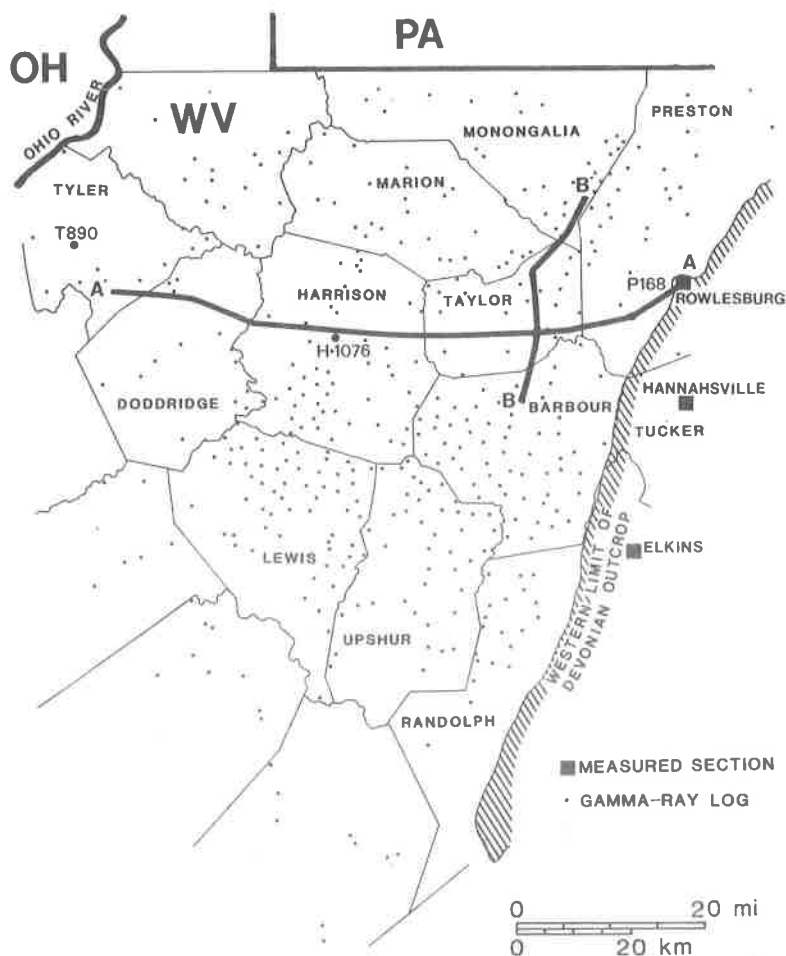 PA
OH
OHIO RIVER
WV
PRESTON
MONONGALIA
TYLER
MARION
B
T890
A
A
P168
HARRISON
TAYLOR
ROWLESBURG
H-1076
B
HANNAHSVILLE
DODDRIDGE
BARBOUR
TUCKER
ELKINS
LEWIS
WESTERN LIMIT OF
DEVONIAN OUTCROP
UPSHUR
RANDOLPH
MEASURED SECTION
GAMMA-RAY LOG
0 20 mi
0 20 km